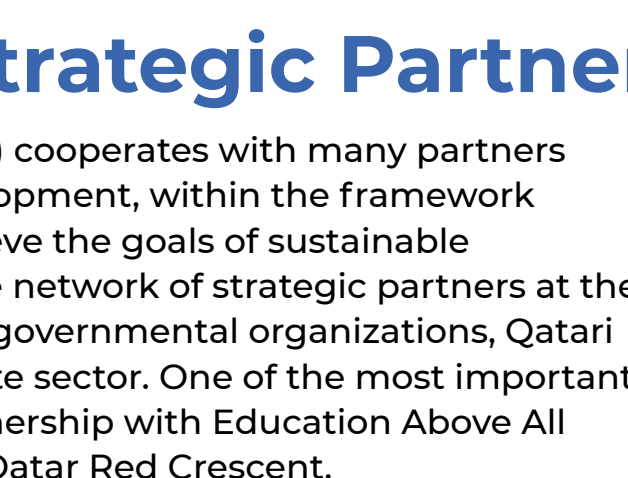 trategic Partner
) cooperates with many partners
opment, within the framework
eve the goals of sustainable
e network of strategic partners at the
governmental organizations, Qatari
te sector. One of the most important
nership with Education Above All
Qatar Red Crescent.